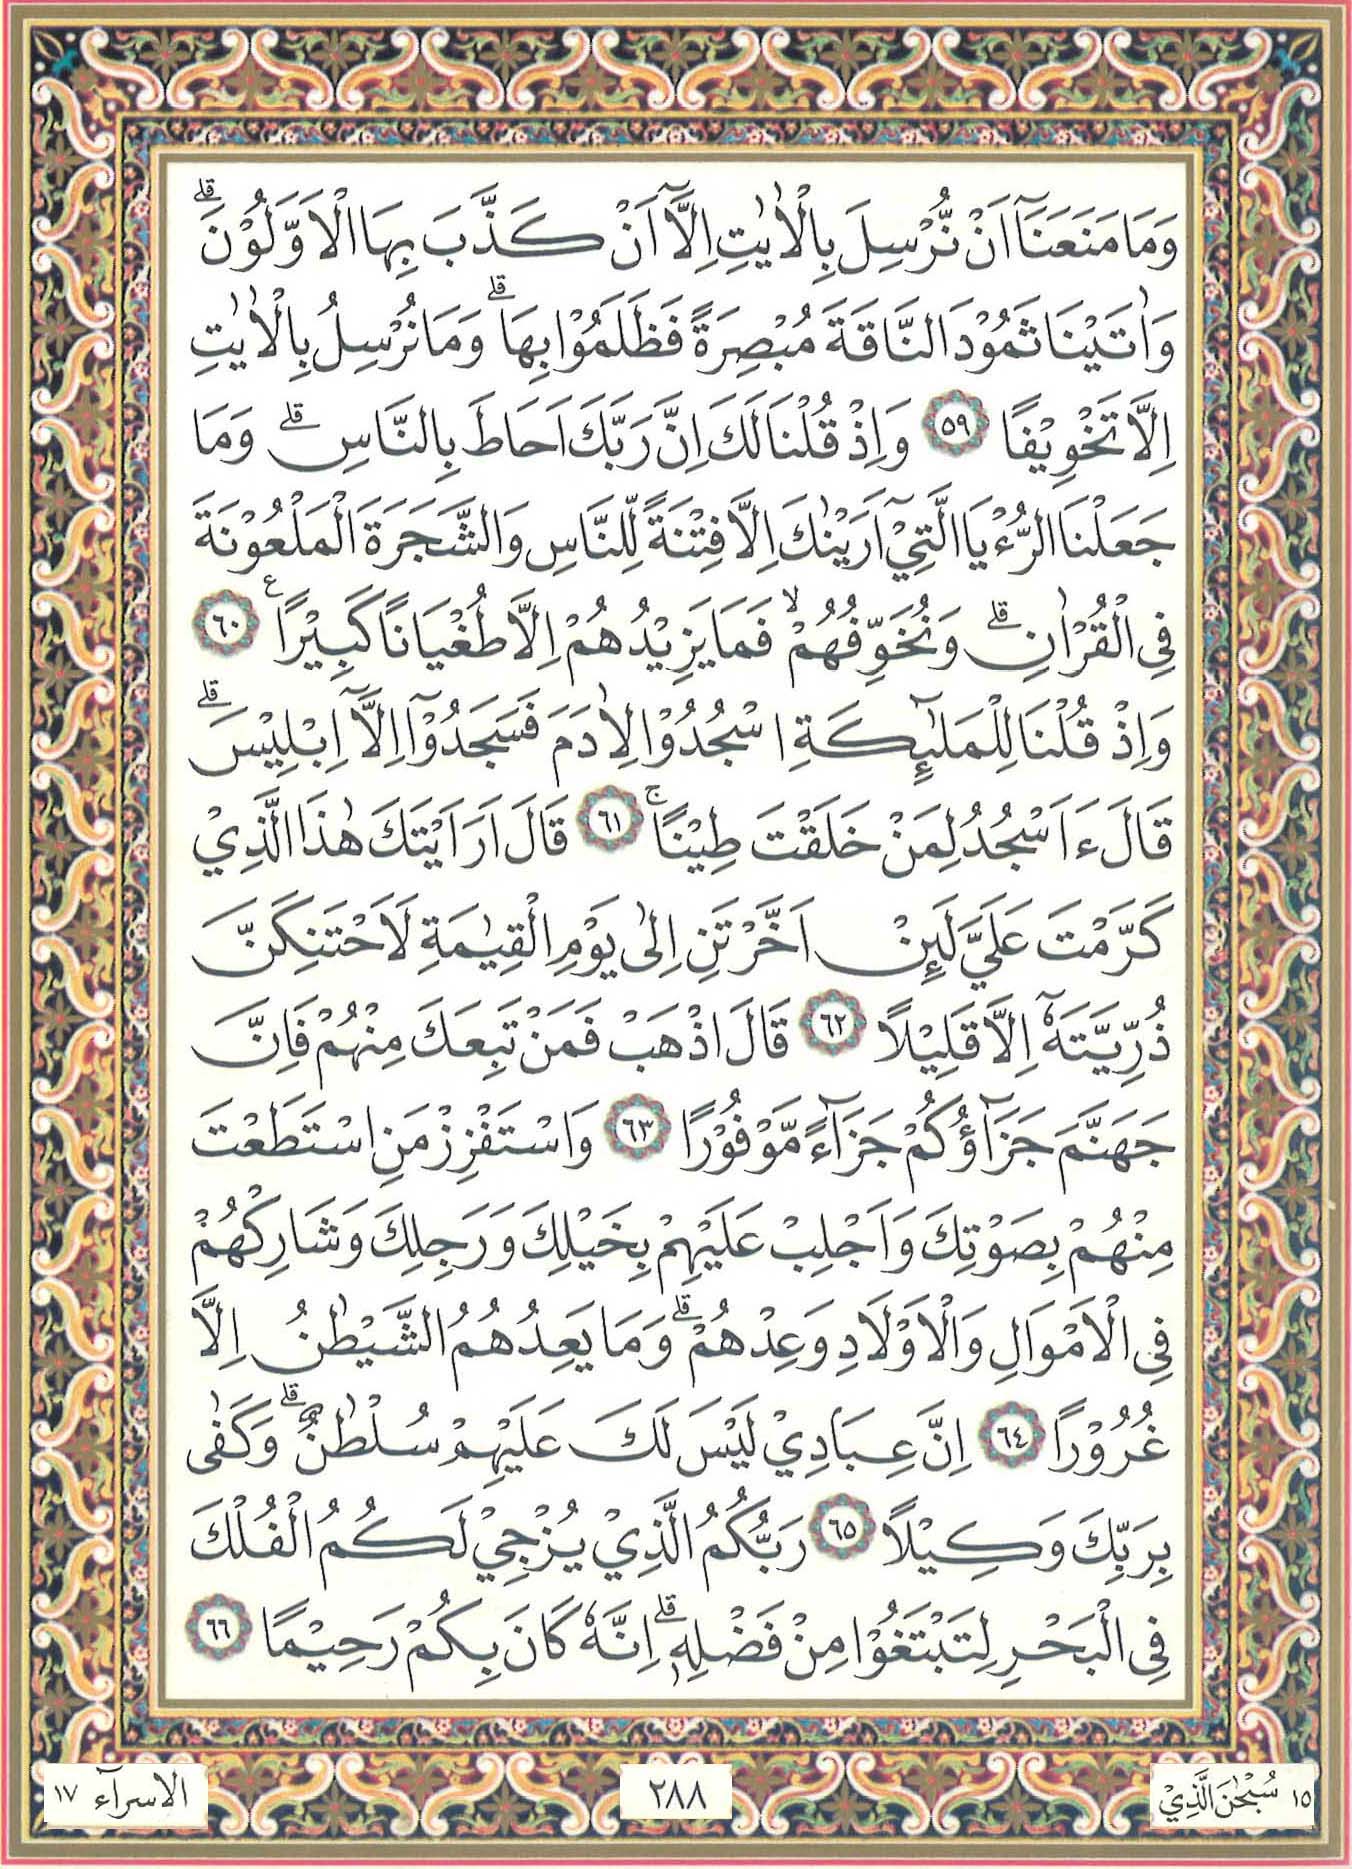 وَمَا مَنَعَنَآ اَنْ نُّرْسِلَ بِالْاٰيٰتِ اِلَّآ اَنْ كَذَّبَ بِهَا الْاَوَّلُوْنَ ۗ
وَاٰتَيْنَا ثَمُوْدَ النَّاقَةَ مُبْصِرَةً فَظَلَمُوْا بِهَا ۗ وَمَا نُرْسِلُ بِالْاٰيٰتِ
اِلَّا تَخْوِيْفًا ٥٩ وَاِذْ قُلْنَا لَكَ اِنَّ رَبَّكَ اَحَاطَ بِالنَّاسِ ۗ وَمَا
جَعَلْنَا الرُّءْيَا الَّتِيْٓ اَرَيْنٰكَ اِلَّا فِتْنَةً لِّلنَّاسِ وَالشَّجَرَةَ الْمَلْعُوْنَةَ
فِى الْقُرْاٰنِ ۗ وَنُخَوِّفُهُمْ ۙ فَمَا يَزِيْدُهُمْ اِلَّا طُغْيَانًا كَبِيْرًا ع ٦٠
وَاِذْ قُلْنَا لِلْمَلٰۤىِٕكَةِ اسْجُدُوْا لِاٰدَمَ فَسَجَدُوْٓا اِلَّآ اِبْلِيْسَ ۗ
قَالَ ءَاَسْجُدُ لِمَنْ خَلَقْتَ طِيْنًا ۚ ٦١ قَالَ اَرَاَيْتَكَ هٰذَا الَّذِيْ
كَرَّمْتَ عَلَيَّ لَىِٕنْ اَخَّرْتَنِ اِلٰى يَوْمِ الْقِيٰمَةِ لَاَحْتَنِكَنَّ
ذُرِّيَّتَهٗٓ اِلَّا قَلِيْلًا ٦٢ قَالَ اذْهَبْ فَمَنْ تَبِعَكَ مِنْهُمْ فَاِنَّ
جَهَنَّمَ جَزَاۤؤُكُمْ جَزَاۤءً مَّوْفُوْرًا ٦٣ وَاسْتَفْزِزْ مَنِ اسْتَطَعْتَ
مِنْهُمْ بِصَوْتِكَ وَاَجْلِبْ عَلَيْهِمْ بِخَيْلِكَ وَرَجِلِكَ وَشَارِكْهُمْ
فِى الْاَمْوَالِ وَالْاَوْلَادِ وَعِدْهُمْ ۗ وَمَا يَعِدُهُمُ الشَّيْطٰنُ اِلَّا
غُرُوْرًا ٦٤ اِنَّ عِبَادِيْ لَيْسَ لَكَ عَلَيْهِمْ سُلْطٰنٌ ۗ وَكَفٰى
بِرَبِّكَ وَكِيْلًا ٦٥ رَبُّكُمُ الَّذِيْ يُزْجِيْ لَكُمُ الْفُلْكَ
فِى الْبَحْرِ لِتَبْتَغُوْا مِنْ فَضْلِهٖ ۗ اِنَّهٗ كَانَ بِكُمْ رَحِيْمًا ٦٦
١٥ سُبْحٰنَ الَّذِيْ
٢٨٨
الاسرآء ١٧